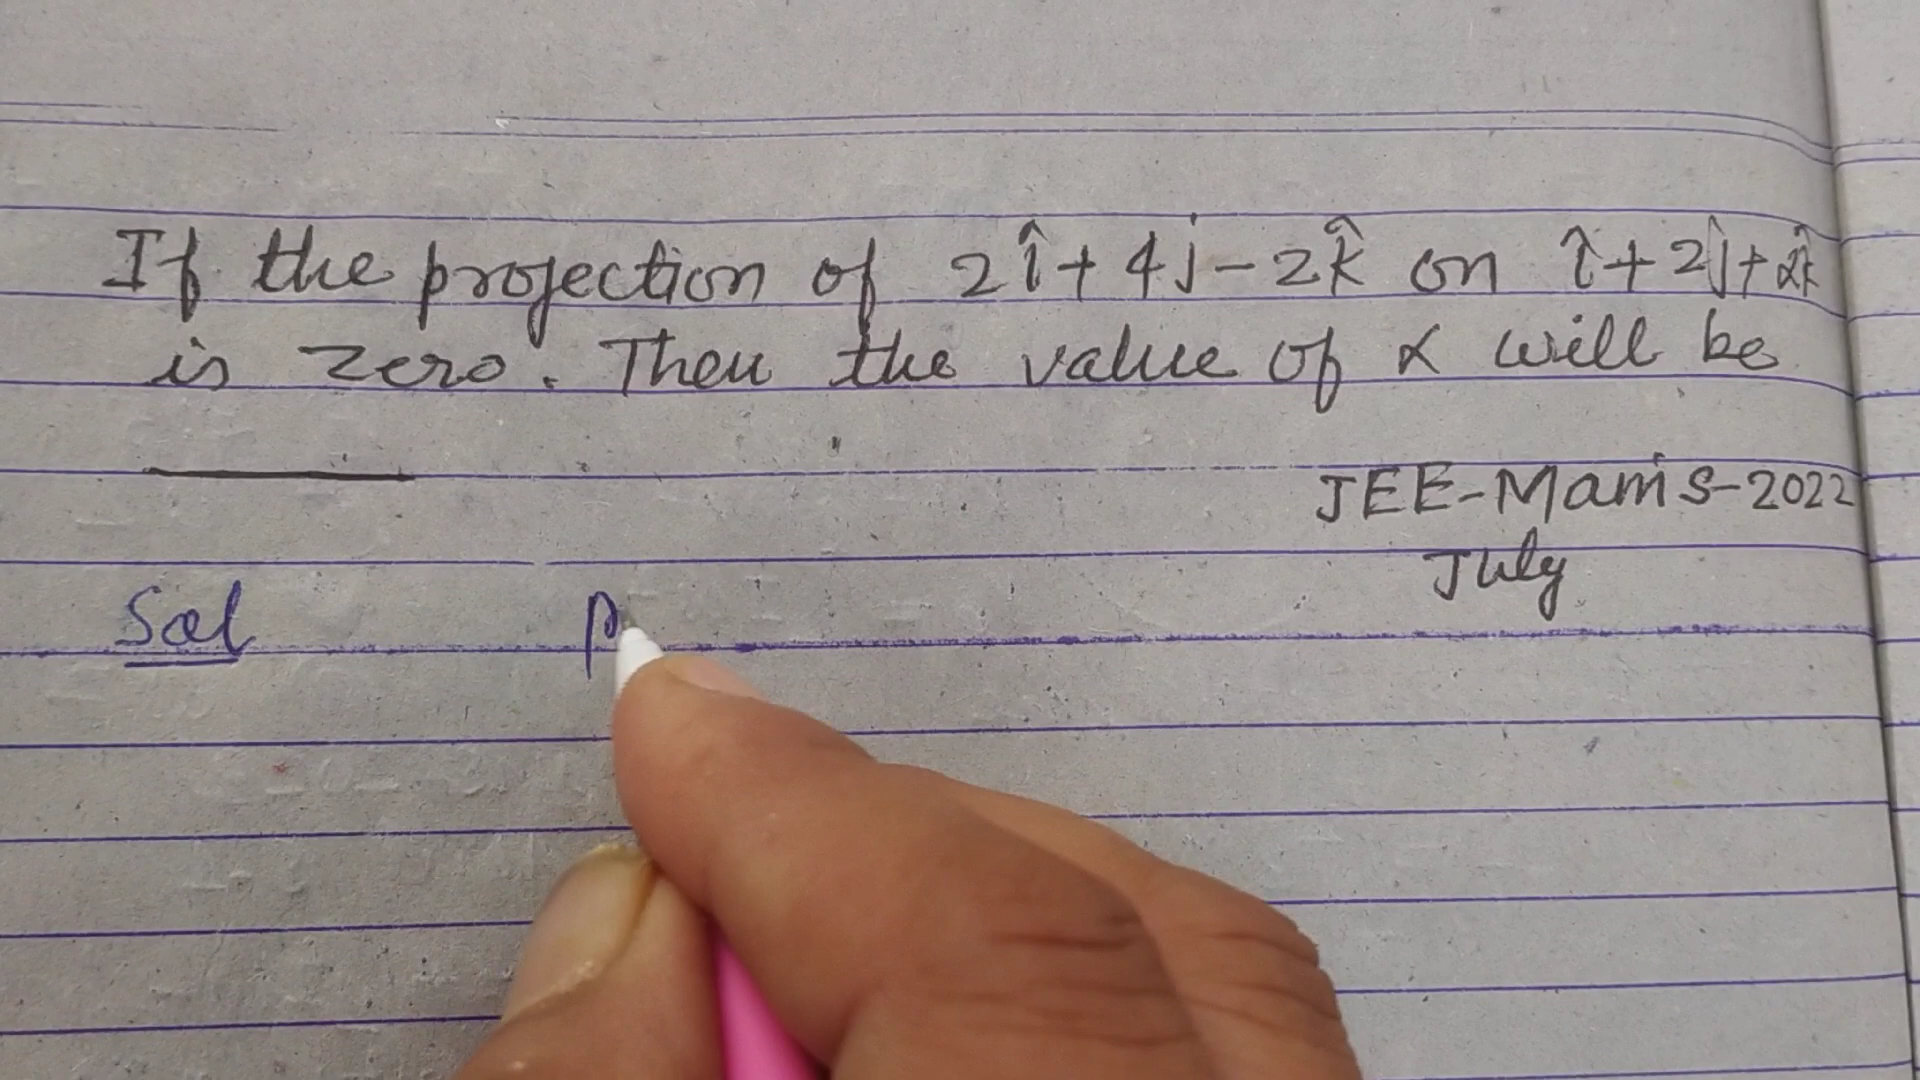 If the projection of 2î+4j-2k̂ on î+2ĵ+αk̂
is zero. Then the value of α will be
JEE-Mains-2022
July
Sol p